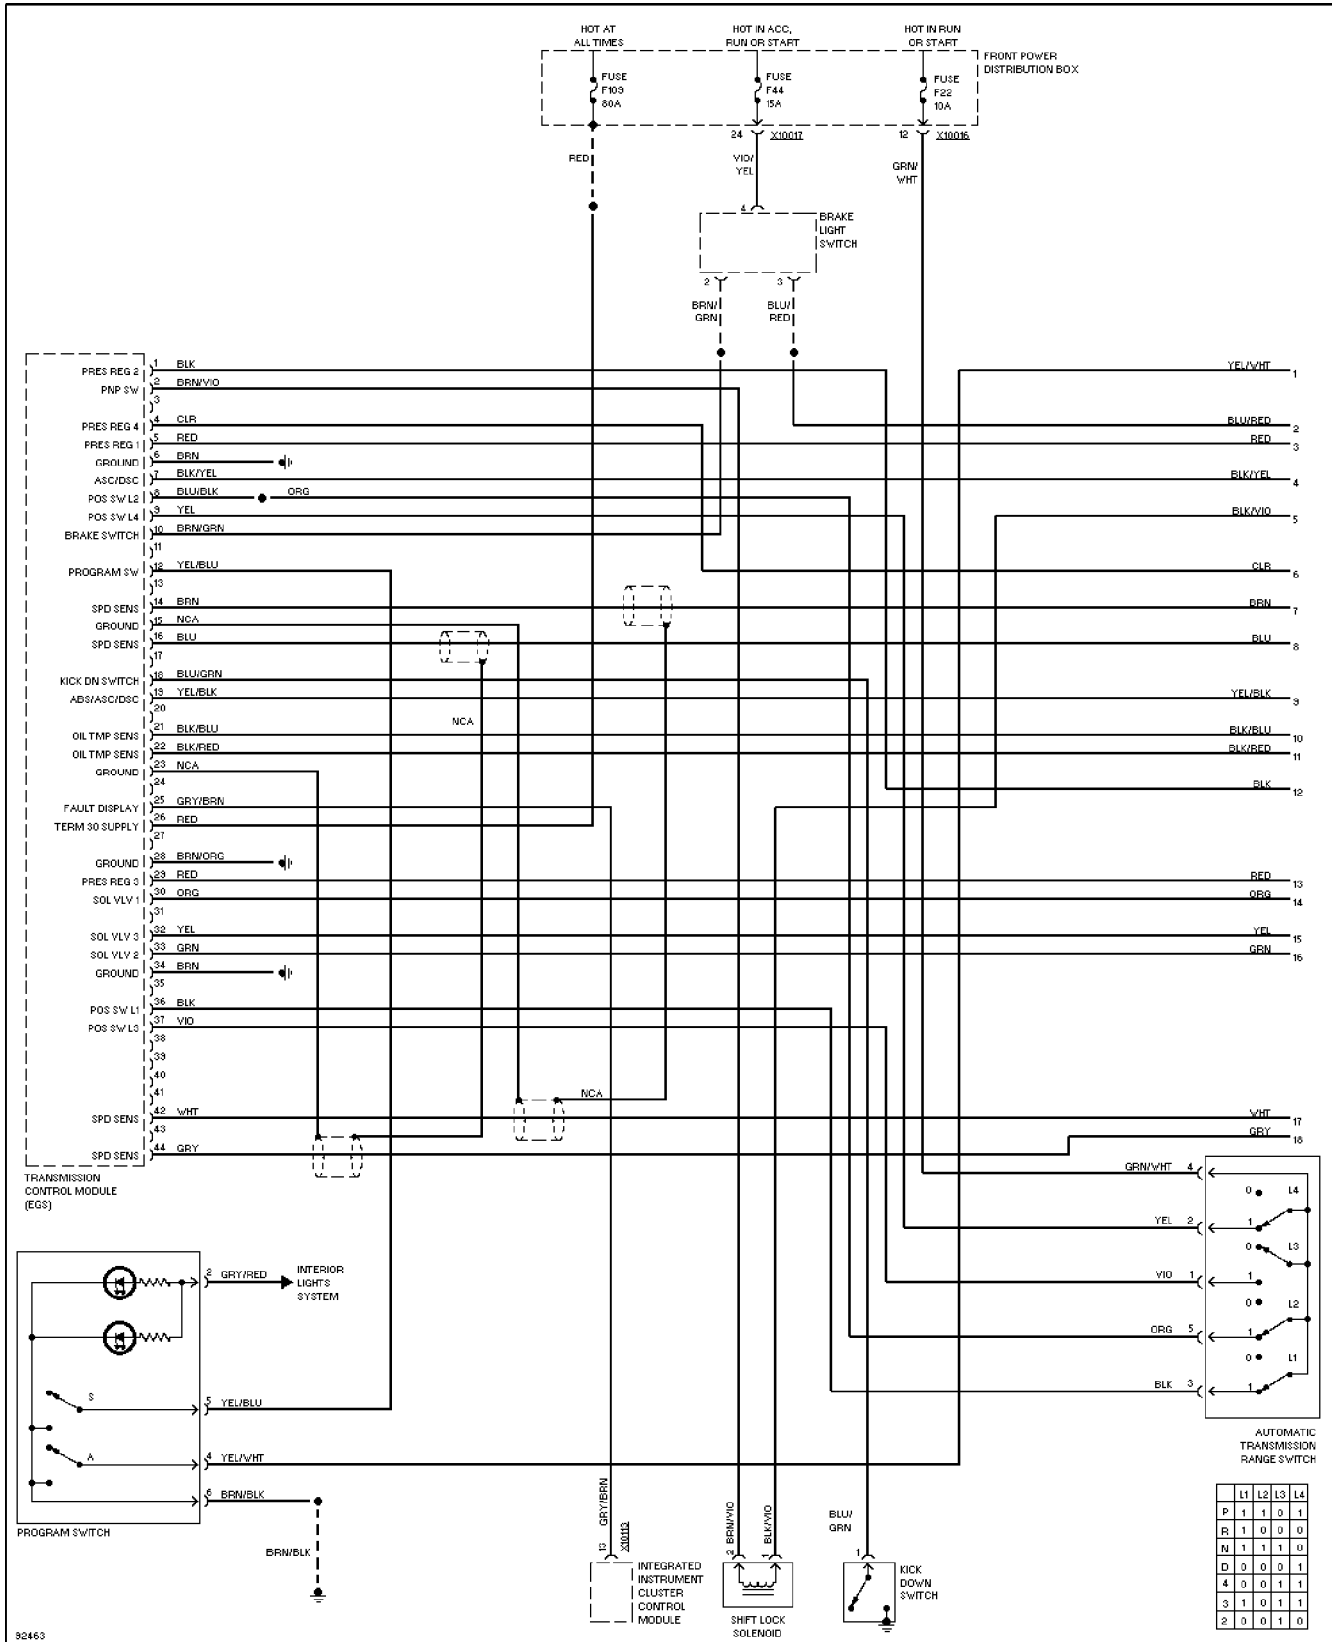 HOT AT
ALL TIMES
HOT IN ACC,
RUN OR START
HOT IN RUN
OR START
FRONT POWER
DISTRIBUTION BOX
FUSE
F109
80A
FUSE
F44
15A
FUSE
F22
10A
24 X10017
12 X10016
RED
VIO/
YEL
GRN/
WHT
4
BRAKE
LIGHT
SWITCH
2
3
BRN/
GRN
BLU/
RED
PRES REG 2 1 BLK
PNP SW 2 BRN/VIO
3
PRES REG 4 4 CLR
PRES REG 1 5 RED
GROUND 6 BRN
ASC/DSC 7 BLK/YEL
POS SW L2 8 BLU/BLK ORG
POS SW L4 9 YEL
BRAKE SWITCH 10 BRN/GRN
11
PROGRAM SW 12 YEL/BLU
13
SPD SENS 14 BRN
GROUND 15 NCA
SPD SENS 16 BLU
17
KICK DN SWITCH 18 BLU/GRN
ABS/ASC/DSC 19 YEL/BLK
20
NCA
OIL TMP SENS 21 BLK/BLU
OIL TMP SENS 22 BLK/RED
GROUND 23 NCA
24
FAULT DISPLAY 25 GRY/BRN
TERM 30 SUPPLY 26 RED
27
GROUND 28 BRN/ORG
PRES REG 3 29 RED
SOL VLV 1 30 ORG
31
SOL VLV 3 32 YEL
SOL VLV 2 33 GRN
GROUND 34 BRN
35
POS SW L1 36 BLK
POS SW L3 37 VIO
38
39
40
41
NCA
SPD SENS 42 WHT
43
SPD SENS 44 GRY
TRANSMISSION
CONTROL MODULE
(EGS)
YEL/WHT 1
BLU/RED 2
RED 3
BLK/YEL 4
BLK/VIO 5
CLR 6
BRN 7
BLU 8
YEL/BLK 9
BLK/BLU 10
BLK/RED 11
BLK 12
RED 13
ORG 14
YEL 15
GRN 16
WHT 17
GRY 18
GRN/WHT 4
0 L4
YEL 2 1
0 L3
VIO 1 1
0 L2
ORG 5 1
0 L1
BLK 3 1
AUTOMATIC
TRANSMISSION
RANGE SWITCH
2 GRY/RED
INTERIOR
LIGHTS
SYSTEM
S 5 YEL/BLU
A 4 YEL/WHT
6 BRN/BLK
PROGRAM SWITCH
BRN/BLK
GRY/BRN
13 X10113
INTEGRATED
INSTRUMENT
CLUSTER
CONTROL
MODULE
BRN/VIO
2
BLK/VIO
1
SHIFT LOCK
SOLENOID
BLU/
GRN
1
KICK
DOWN
SWITCH
L1 L2 L3 L4
P 1 1 0 1
R 1 0 0 0
N 1 1 1 0
D 0 0 0 1
4 0 0 1 1
3 1 0 1 1
2 0 0 1 0
92463